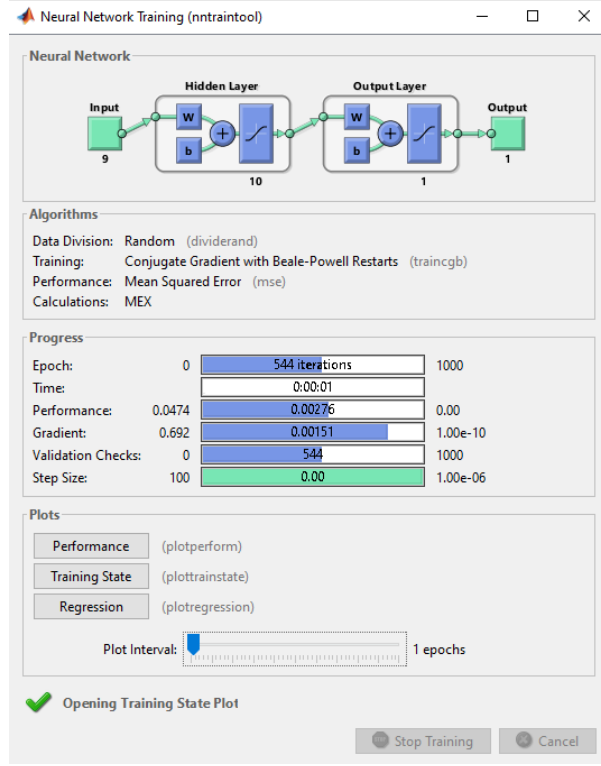 Neural Network Training (nntraintool)
Neural Network
Hidden Layer Output Layer
Input Output
W W
+ +
b b
9 1
10 1
Algorithms
Data Division: Random (dividerand)
Training: Conjugate Gradient with Beale-Powell Restarts (traincgb)
Performance: Mean Squared Error (mse)
Calculations: MEX
Progress
Epoch: 0 544 iterations 1000
Time: 0:00:01
Performance: 0.0474 0.00276 0.00
Gradient: 0.692 0.00151 1.00e-10
Validation Checks: 0 544 1000
Step Size: 100 0.00 1.00e-06
Plots
Performance (plotperform)
Training State (plottrainstate)
Regression (plotregression)
Plot Interval: 1 epochs
Opening Training State Plot
Stop Training Cancel